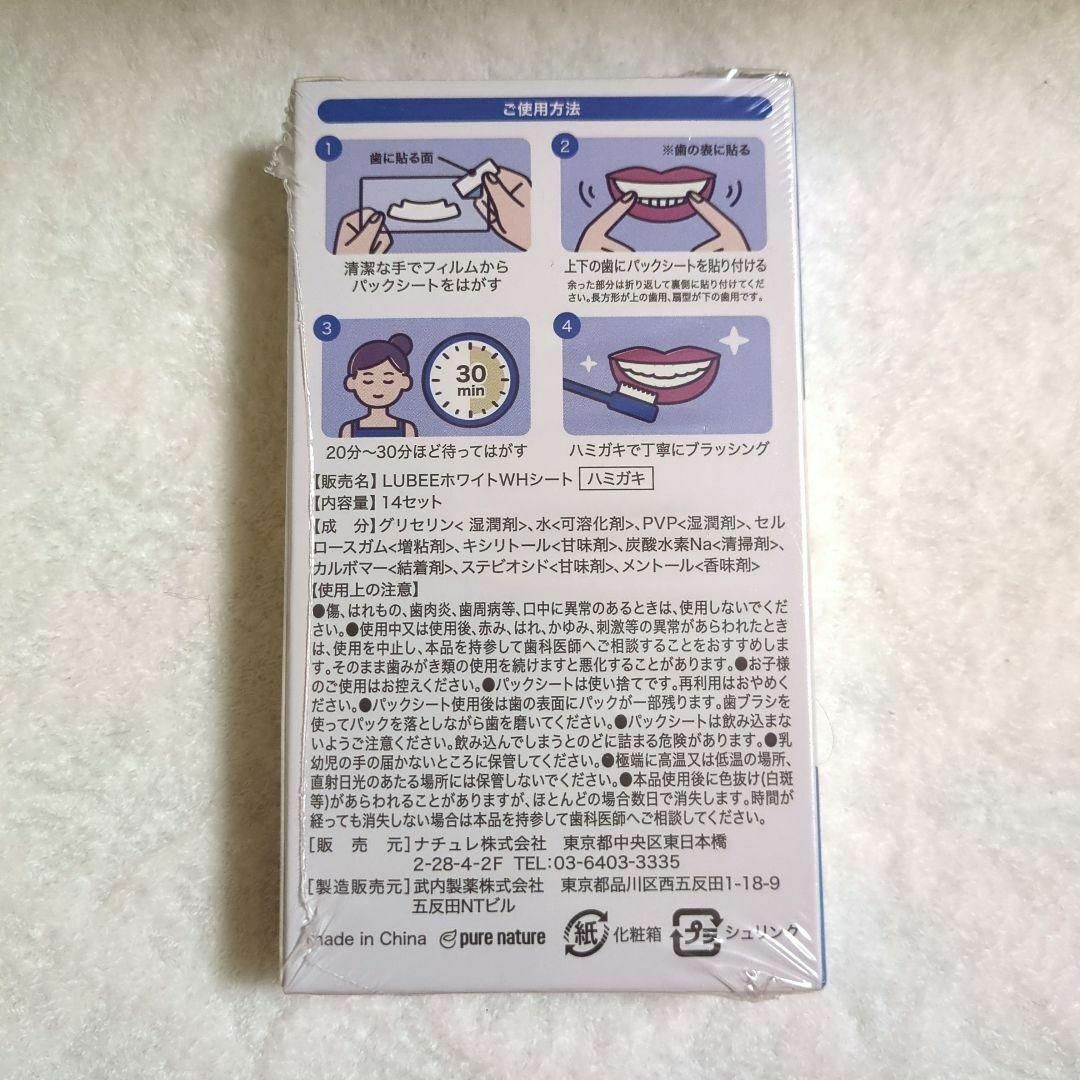 ご使用方法
1
歯に貼る面
清潔な手でフィルムから
パックシートをはがす
2
※歯の表に貼る
上下の歯にパックシートを貼り付ける
余った部分は折り返して裏側に貼り付けてくだ
さい。長方形が上の歯用、扇型が下の歯用です。
3
30
min
20分〜30分ほど待ってはがす
4
ハミガキで丁寧にブラッシング
【販売名】LUBEEホワイトWHシート ハミガキ
【内容量】14セット
【成　分】グリセリン<湿潤剤>、水<可溶化剤>、PVP<湿潤剤>、セル
ロースガム<増粘剤>、キシリトール<甘味剤>、炭酸水素Na<清掃剤>、
カルボマー<結着剤>、ステビオシド<甘味剤>、メントール<香味剤>
【使用上の注意】
●傷、はれもの、歯肉炎、歯周病等、口中に異常のあるときは、使用しないでくだ
さい。●使用中又は使用後、赤み、はれ、かゆみ、刺激等の異常があらわれたとき
は、使用を中止し、本品を持参して歯科医師へご相談することをおすすめしま
す。そのまま歯みがき類の使用を続けますと悪化することがあります。●お子様
のご使用はお控えください。●パックシートは使い捨てです。再利用はおやめく
ださい。●パックシート使用後は歯の表面にパックが一部残ります。歯ブラシを
使ってパックを落としながら歯を磨いてください。●パックシートは飲み込まな
いようご注意ください。飲み込んでしまうとのどに詰まる危険があります。●乳
幼児の手の届かないところに保管してください。●極端に高温又は低温の場所、
直射日光のあたる場所には保管しないでください。●本品使用後に色抜け(白斑
等)があらわれることがありますが、ほとんどの場合数日で消失します。時間が
経っても消失しない場合は本品を持参して歯科医師へご相談してください。
[販　売　元]ナチュレ株式会社　東京都中央区東日本橋
2-28-4-2F TEL:03-6403-3335
[製造販売元]武内製薬株式会社　東京都品川区西五反田1-18-9
五反田NTビル
made in China pure nature 紙 化粧箱 プラ シュリンク